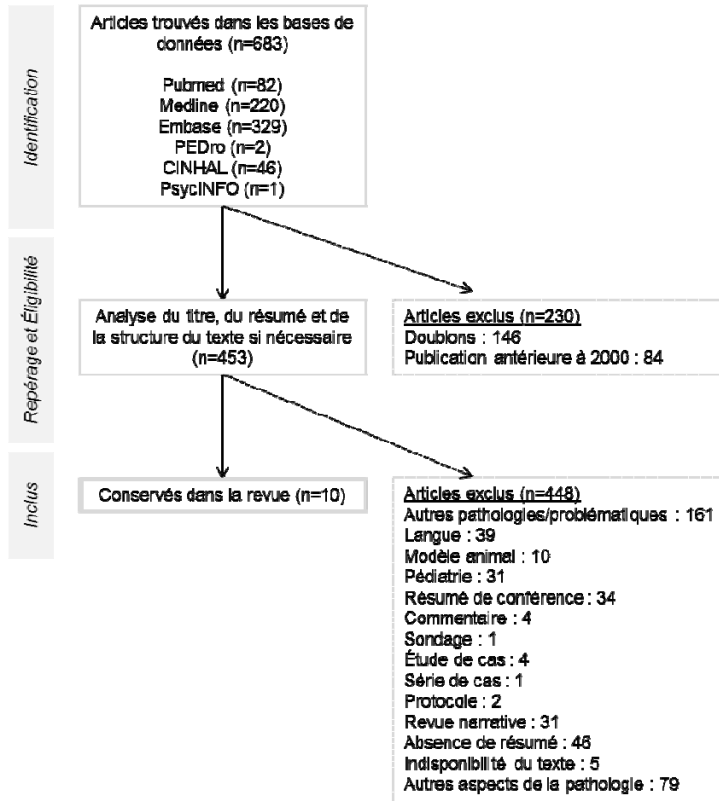 Identification
Articles trouvés dans les bases de
données (n=683)
Pubmed (n=82)
Medline (n=220)
Embase (n=329)
PEDro (n=2)
CINHAL (n=46)
PsycINFO (n=1)
Repérage et Éligibilité
Analyse du titre, du résumé et de
la structure du texte si nécessaire
(n=453)
Articles exclus (n=230)
Doublons : 146
Publication antérieure à 2000 : 84
Inclus
Conservés dans la revue (n=10)
Articles exclus (n=448)
Autres pathologies/problématiques : 161
Langue : 39
Modèle animal : 10
Pédiatrie : 31
Résumé de conférence : 34
Commentaire : 4
Sondage : 1
Étude de cas : 4
Série de cas : 1
Protocole : 2
Revue narrative : 31
Absence de résumé : 46
Indisponibilité du texte : 5
Autres aspects de la pathologie : 79